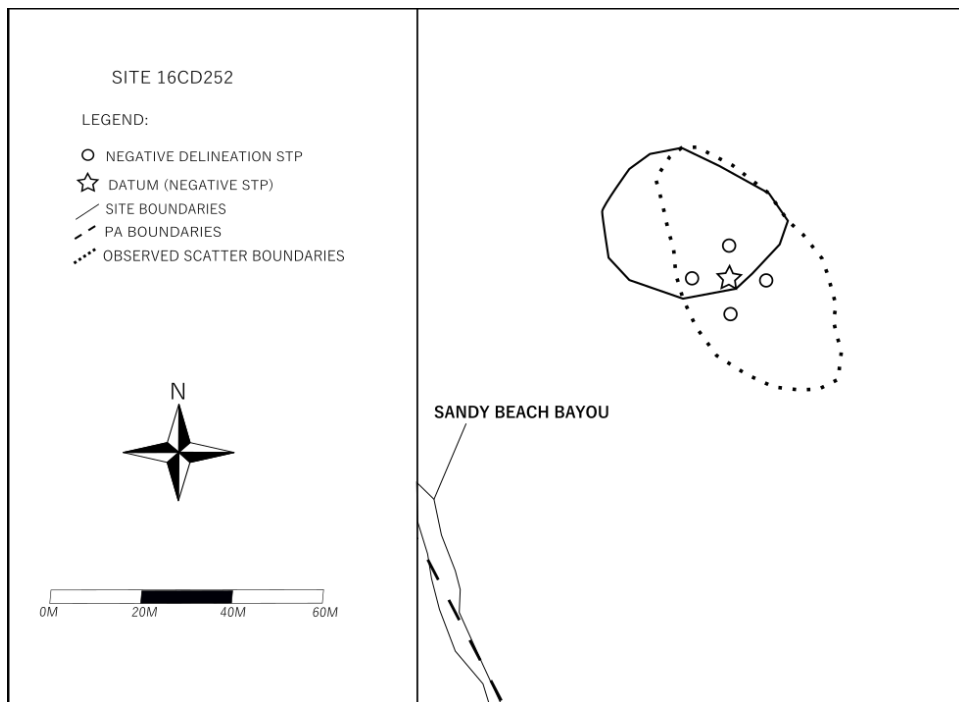 SITE 16CD252
LEGEND:
NEGATIVE DELINEATION STP
DATUM (NEGATIVE STP)
SITE BOUNDARIES
PA BOUNDARIES
OBSERVED SCATTER BOUNDARIES
N
SANDY BEACH BAYOU
0M 20M 40M 60M